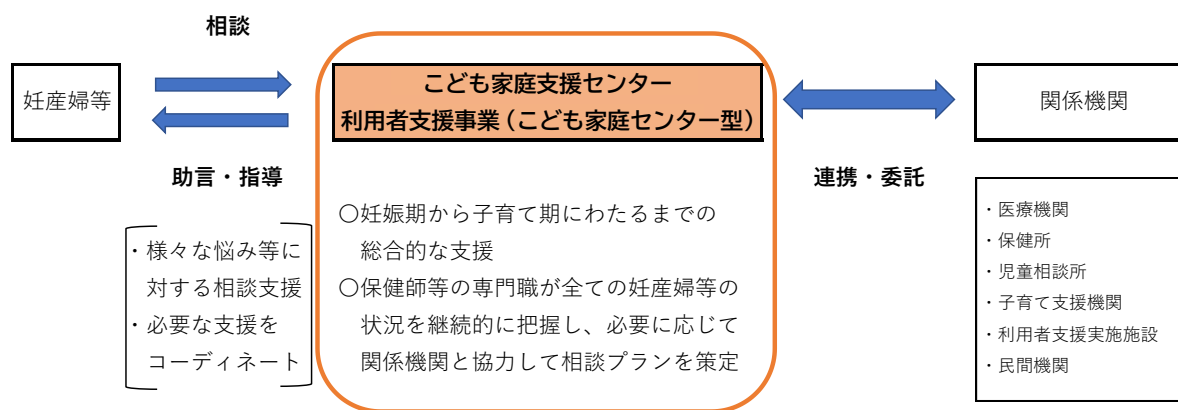 相談
妊産婦等
助言・指導
・様々な悩み等に
対する相談支援
・必要な支援を
コーディネート
こども家庭支援センター
利用者支援事業（こども家庭センター型）
〇妊娠期から子育て期にわたるまでの
総合的な支援
〇保健師等の専門職が全ての妊産婦等の
状況を継続的に把握し、必要に応じて
関係機関と協力して相談プランを策定
連携・委託
関係機関
・医療機関
・保健所
・児童相談所
・子育て支援機関
・利用者支援実施施設
・民間機関